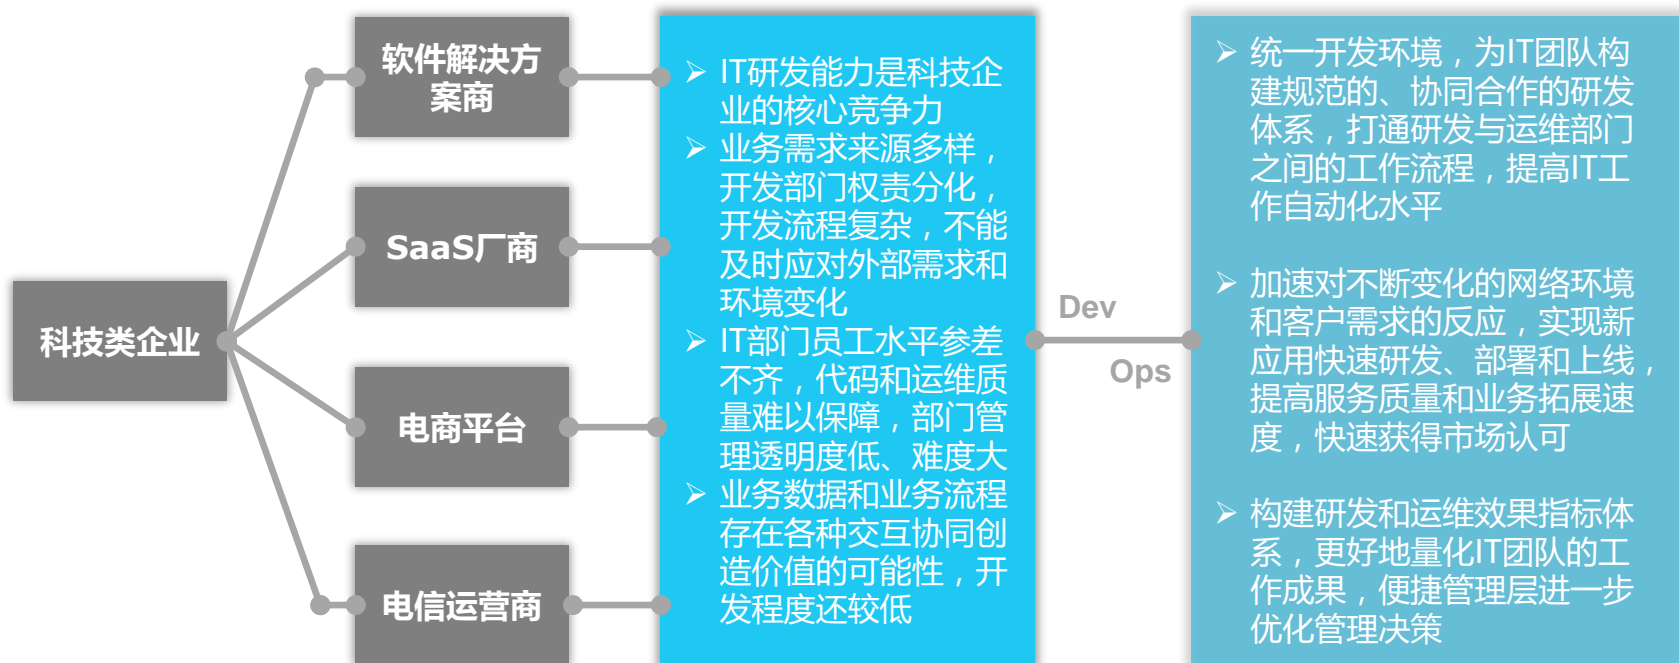 科技类企业
软件解决方
案商
SaaS厂商
电商平台
电信运营商
➢ IT研发能力是科技企
业的核心竞争力
➢ 业务需求来源多样，
开发部门权责分化，
开发流程复杂，不能
及时应对外部需求和
环境变化
➢ IT部门员工水平参差
不齐，代码和运维质
量难以保障，部门管
理透明度低、难度大
➢ 业务数据和业务流程
存在各种交互协同创
造价值的可能性，开
发程度还较低
Dev
Ops
➢ 统一开发环境，为IT团队构
建规范的、协同合作的研发
体系，打通研发与运维部门
之间的工作流程，提高IT工
作自动化水平
➢ 加速对不断变化的网络环境
和客户需求的反应，实现新
应用快速研发、部署和上线，
提高服务质量和业务拓展速
度，快速获得市场认可
➢ 构建研发和运维效果指标体
系，更好地量化IT团队的工
作成果，便捷管理层进一步
优化管理决策